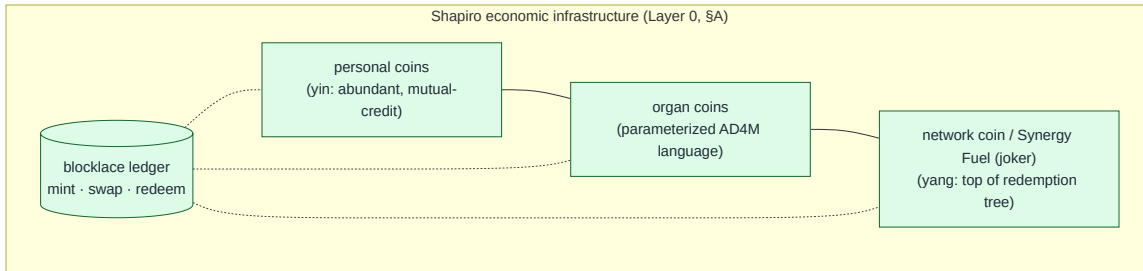 Shapiro economic infrastructure (Layer 0, §A)
personal coins
(yin: abundant, mutual-
credit)
organ coins
(parameterized AD4M
language)
network coin / Synergy
Fuel (joker)
(yang: top of redemption
tree)
blocklace ledger
mint · swap · redeem